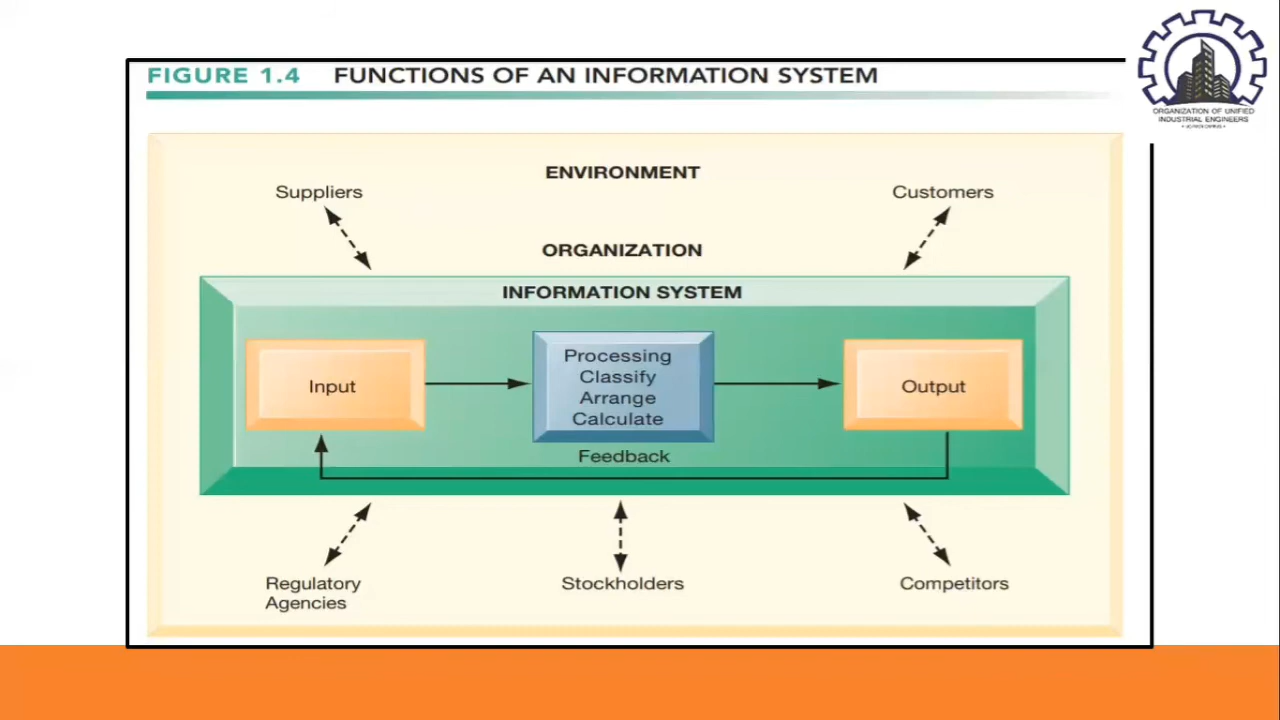 FIGURE 1.4 FUNCTIONS OF AN INFORMATION SYSTEM
ORGANIZATION OF UNIFIED
INDUSTRIAL ENGINEERS
ENVIRONMENT
Suppliers
Customers
ORGANIZATION
INFORMATION SYSTEM
Input
Processing
Classify
Arrange
Calculate
Output
Feedback
Regulatory
Agencies
Stockholders
Competitors